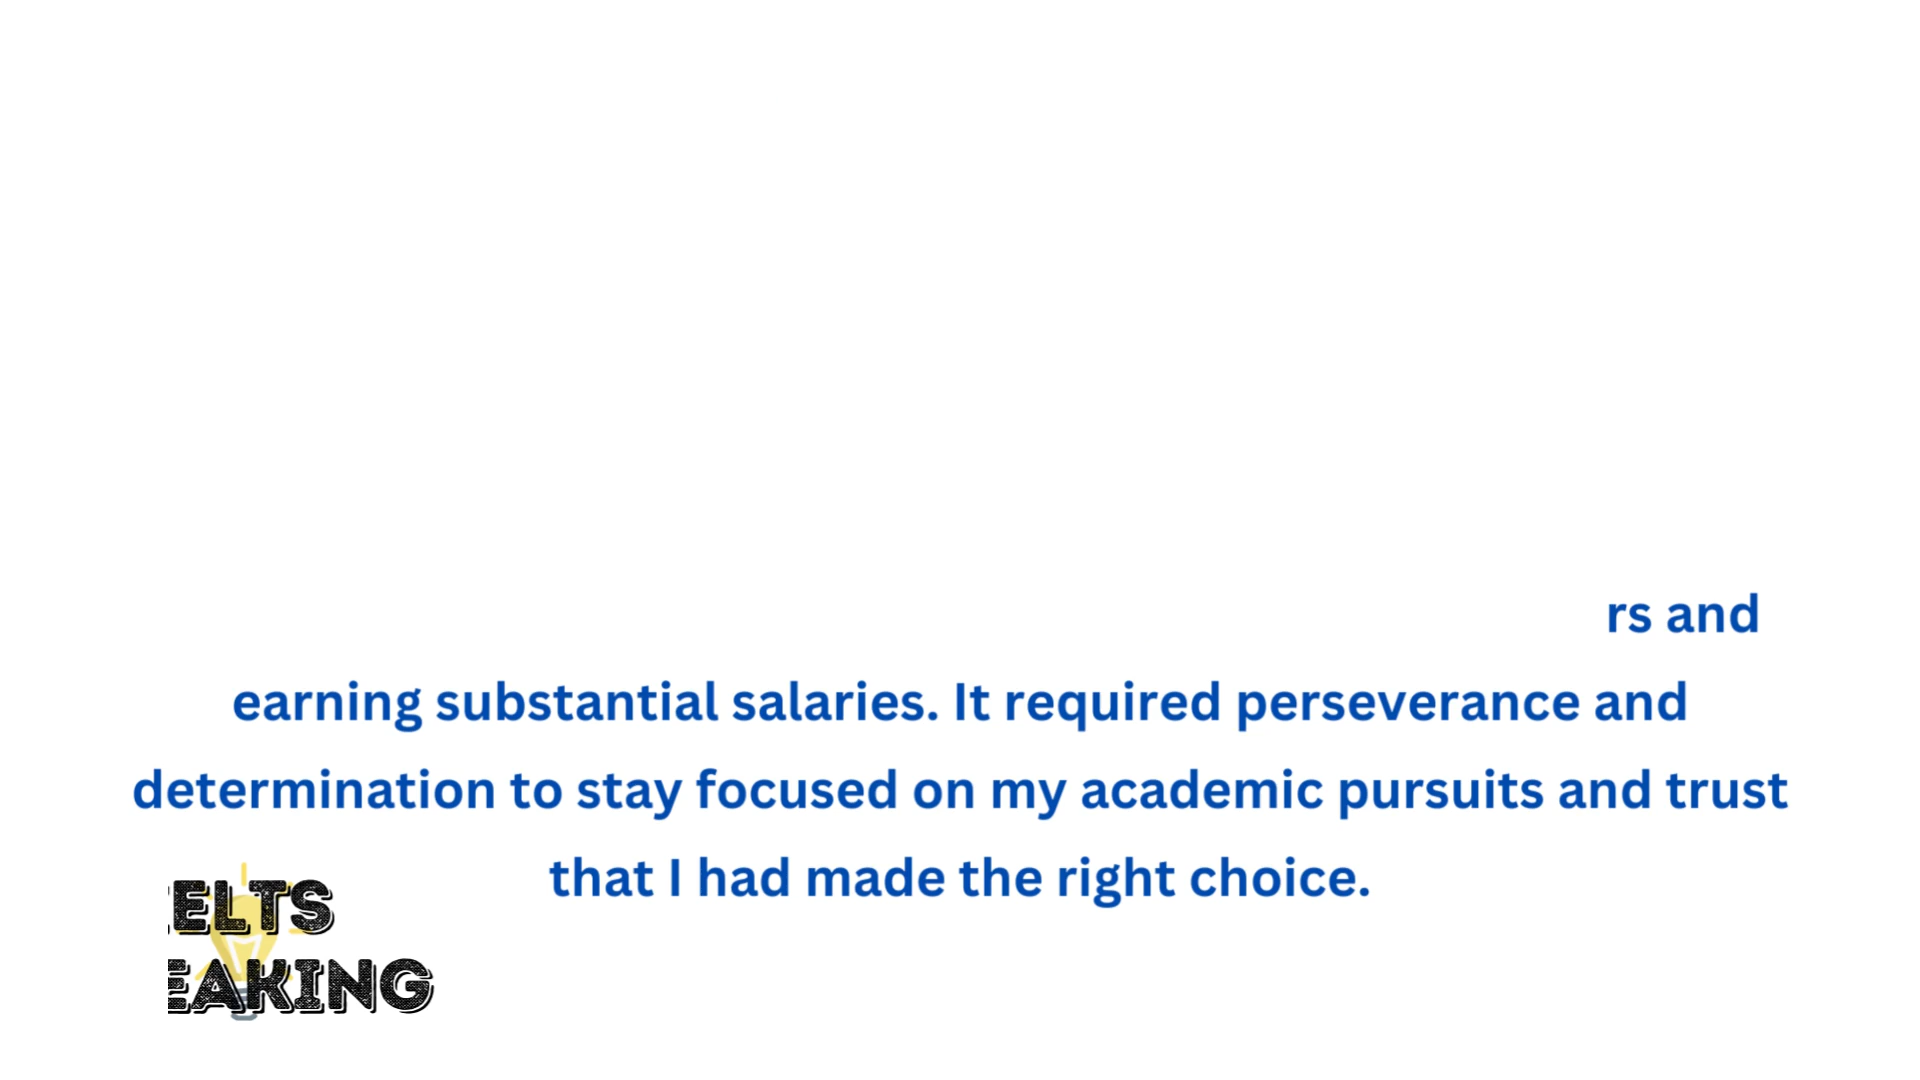 rs and
earning substantial salaries. It required perseverance and
determination to stay focused on my academic pursuits and trust
that I had made the right choice.
ELTS
EAKING